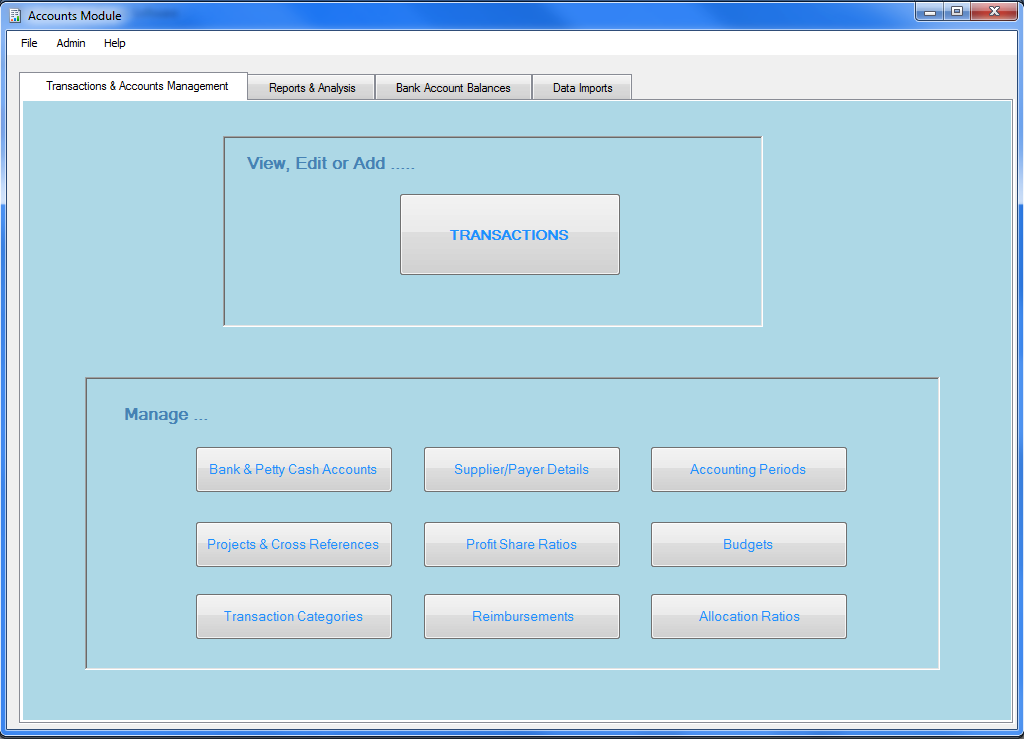 Accounts Module
File Admin Help
Transactions & Accounts Management Reports & Analysis Bank Account Balances Data Imports
View, Edit or Add .....
TRANSACTIONS
Manage ...
Bank & Petty Cash Accounts Supplier/Payer Details Accounting Periods
Projects & Cross References Profit Share Ratios Budgets
Transaction Categories Reimbursements Allocation Ratios